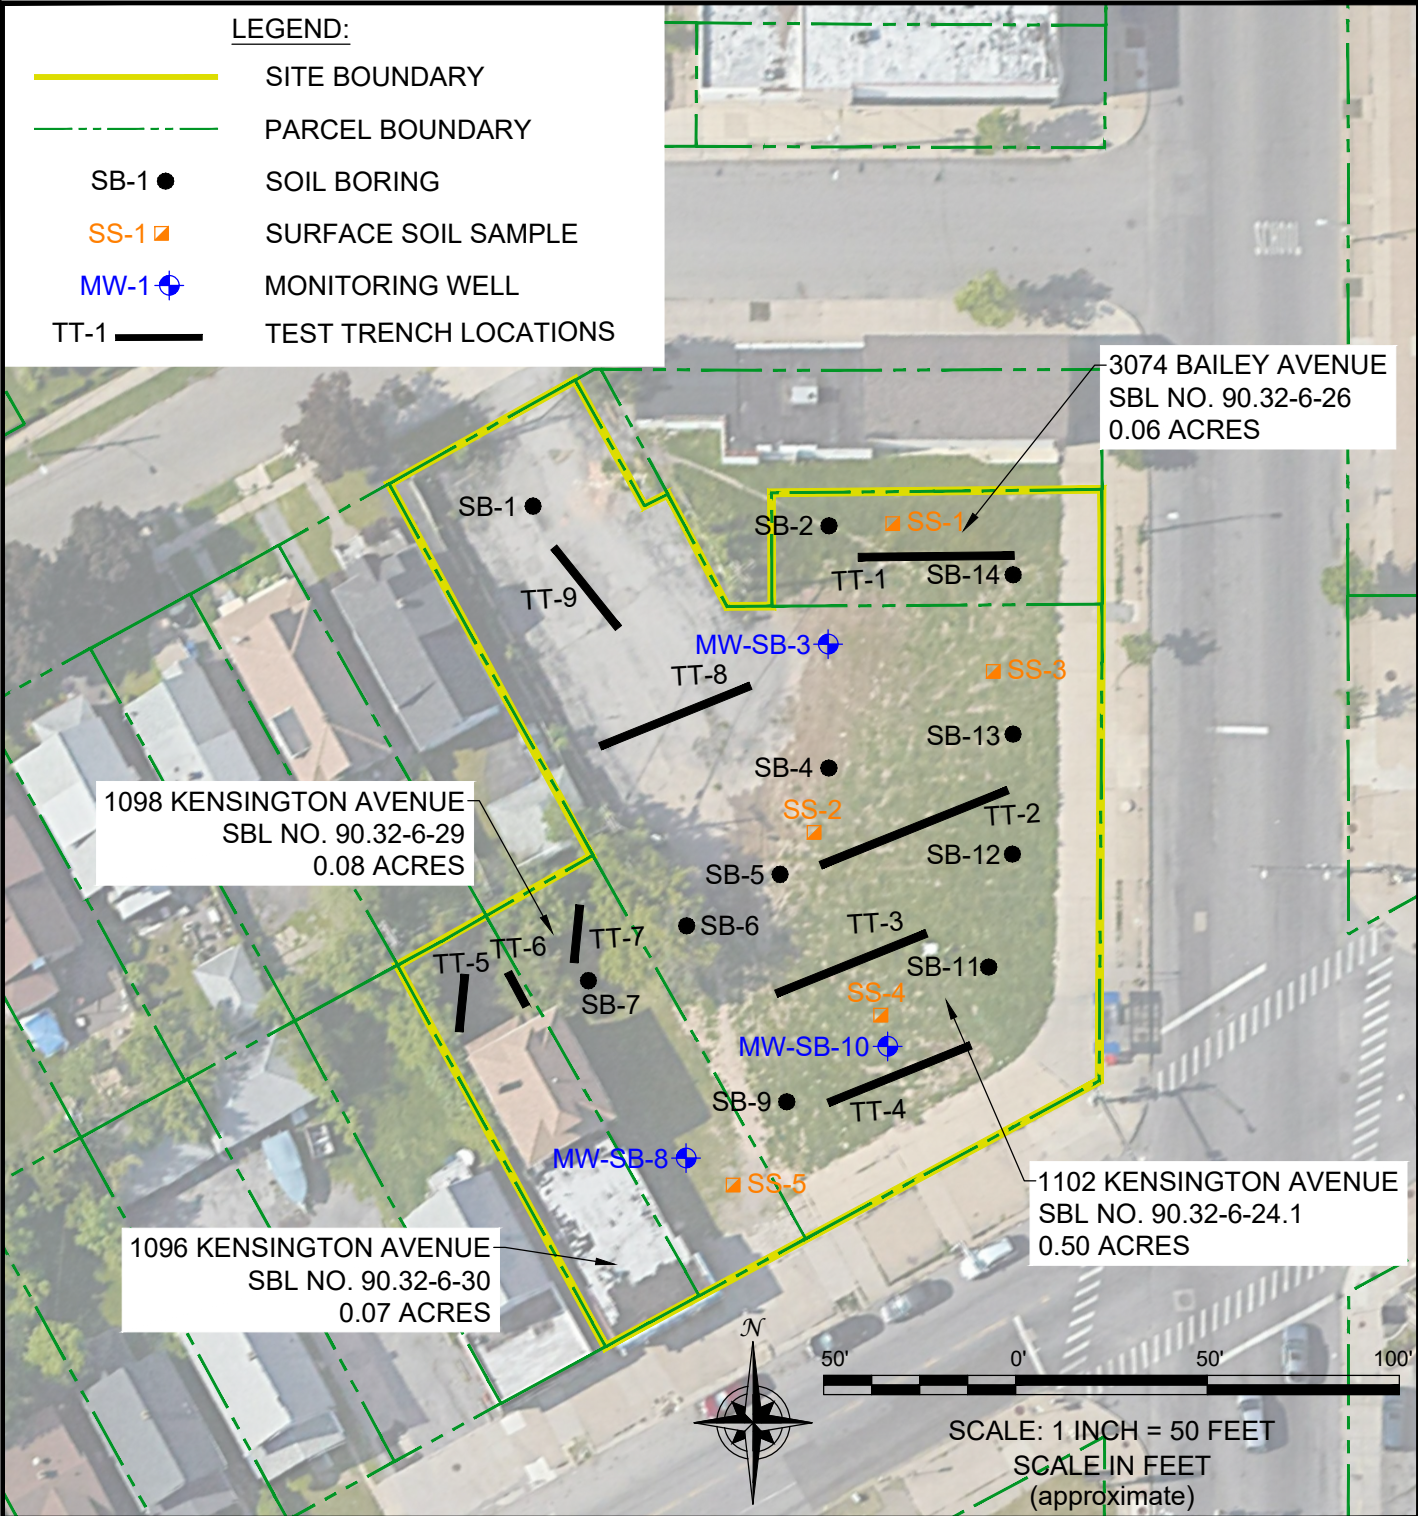 LEGEND:
SITE BOUNDARY
PARCEL BOUNDARY
SB-1 SOIL BORING
SS-1 SURFACE SOIL SAMPLE
MW-1 MONITORING WELL
TT-1 TEST TRENCH LOCATIONS
SCHOOL
3074 BAILEY AVENUE
SBL NO. 90.32-6-26
0.06 ACRES
SB-1
SB-2
SS-1
TT-1
SB-14
TT-9
MW-SB-3
SS-3
TT-8
SB-13
SB-4
1098 KENSINGTON AVENUE
SBL NO. 90.32-6-29
0.08 ACRES
SS-2
TT-2
SB-12
SB-5
SB-6
TT-3
TT-7
TT-6
TT-5
SB-11
SB-7
SS-4
MW-SB-10
SB-9
TT-4
MW-SB-8
SS-5
1102 KENSINGTON AVENUE
SBL NO. 90.32-6-24.1
0.50 ACRES
1096 KENSINGTON AVENUE
SBL NO. 90.32-6-30
0.07 ACRES
N
50' 0' 50' 100'
SCALE: 1 INCH = 50 FEET
SCALE IN FEET
(approximate)